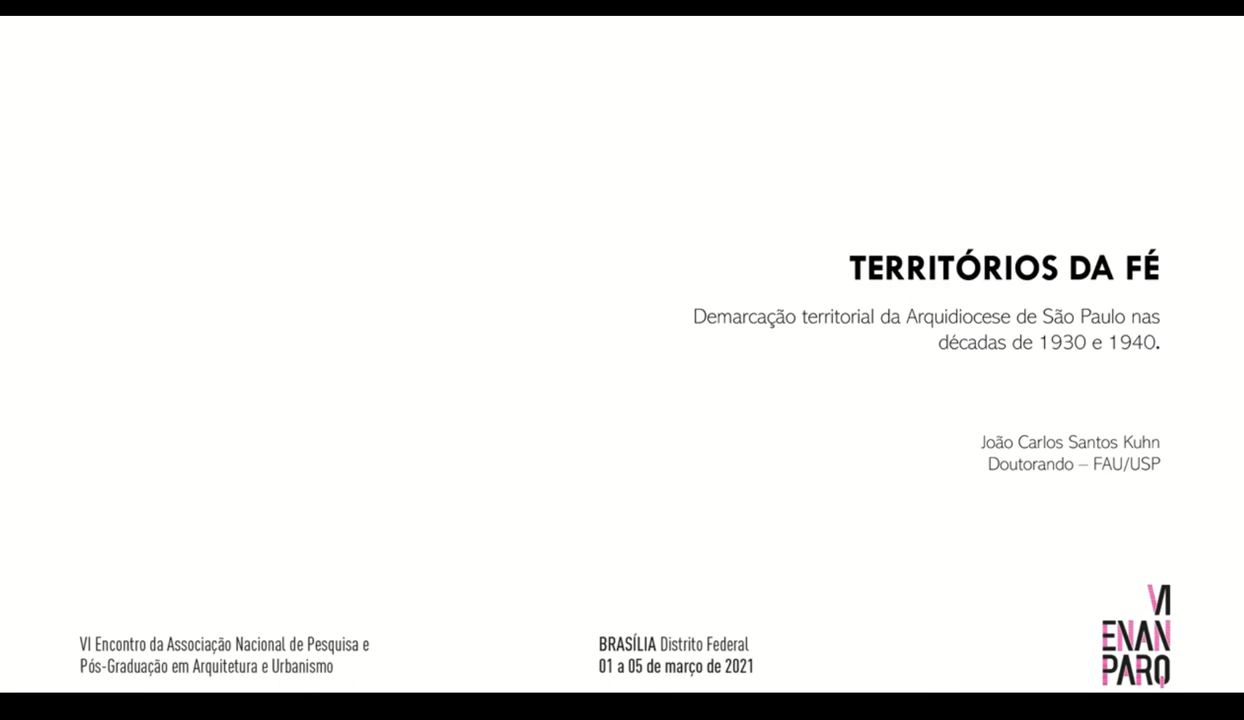 TERRITÓRIOS DA FÉ
Demarcação territorial da Arquidiocese de São Paulo nas
décadas de 1930 e 1940.
João Carlos Santos Kuhn
Doutorando – FAU/USP
VI Encontro da Associação Nacional de Pesquisa e
Pós-Graduação em Arquitetura e Urbanismo
BRASÍLIA Distrito Federal
01 a 05 de março de 2021
VI
ENAN
PARQ